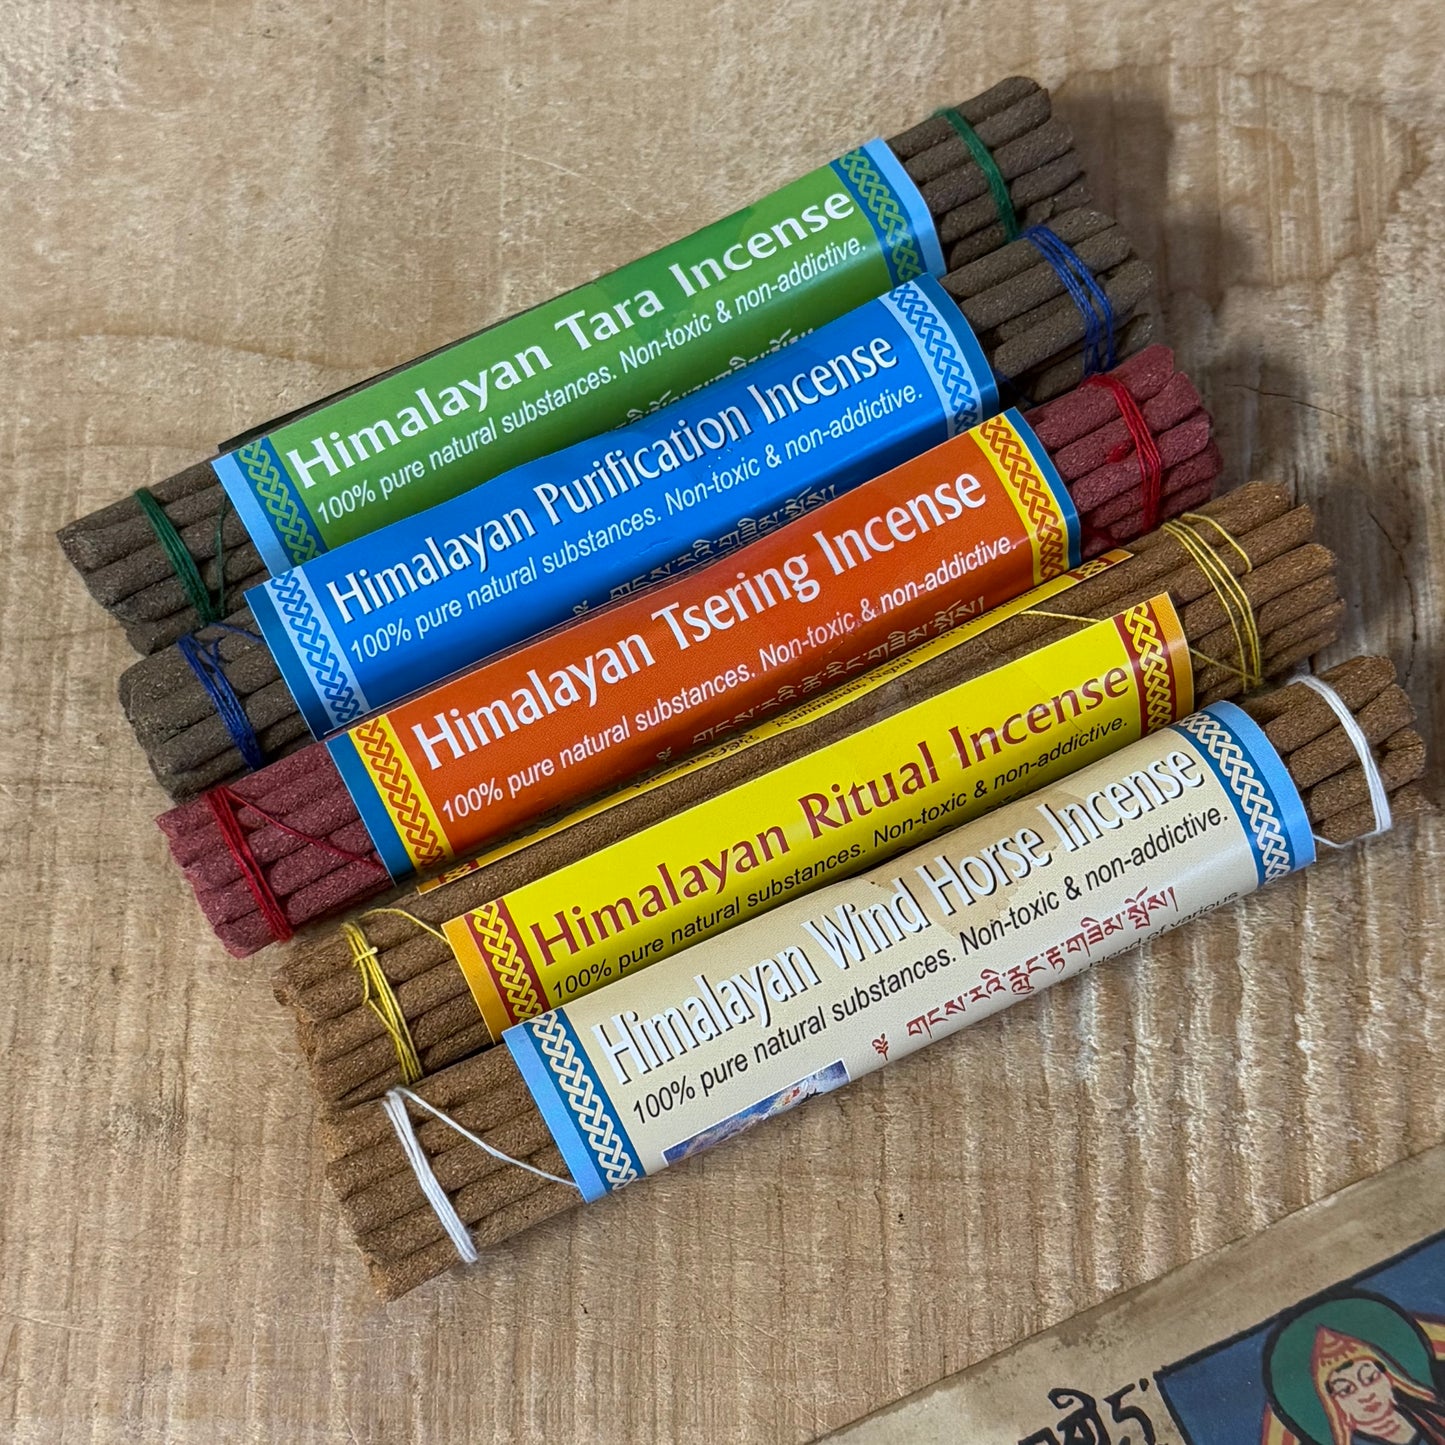 Himalayan Tara Incense
100% pure natural substances. Non-toxic & non-addictive.
Himalayan Purification Incense
100% pure natural substances. Non-toxic & non-addictive.
Himalayan Tsering Incense
100% pure natural substances. Non-toxic & non-addictive.
Kathmandu, Nepal
Himalayan Ritual Incense
100% pure natural substances. Non-toxic & non-addictive.
Himalayan Wind Horse Incense
100% pure natural substances. Non-toxic & non-addictive.
blend of various